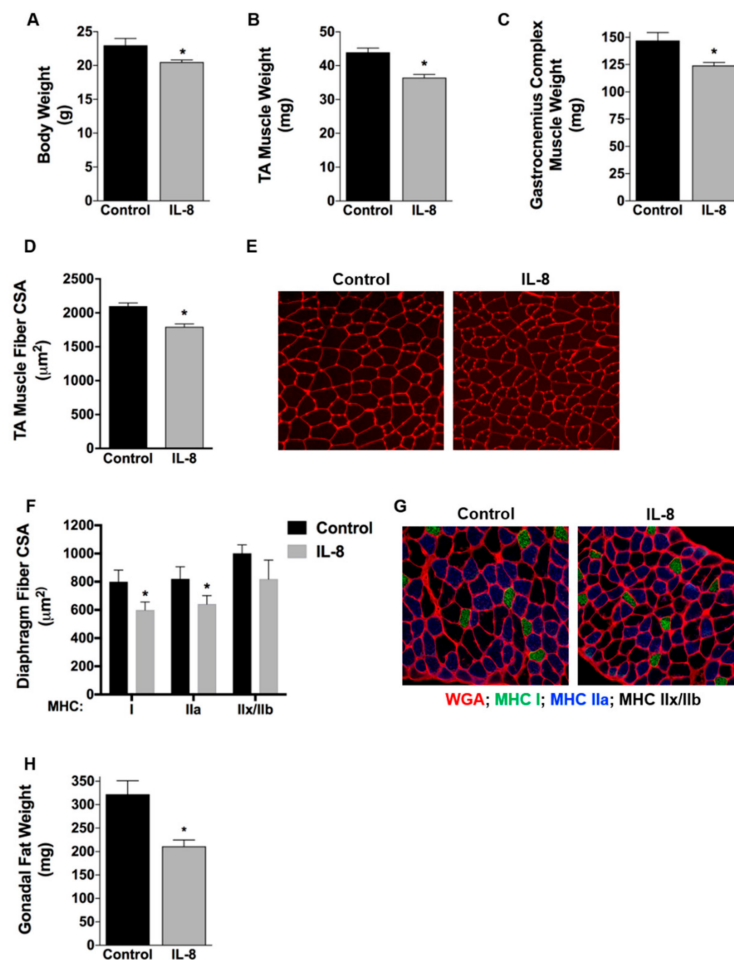 A
Body Weight
(g)
25
20
15
10
5
0
*
Control IL-8
B
TA Muscle Weight
(mg)
50
40
30
20
10
0
*
Control IL-8
C
Gastrocnemius Complex
Muscle Weight
(mg)
150
125
100
75
50
25
0
*
Control IL-8
D
TA Muscle Fiber CSA
(μm2)
2500
2000
1500
1000
500
0
*
Control IL-8
E
Control
IL-8
F
Diaphragm Fiber CSA
(μm2)
1200
1000
800
600
400
200
0
*
*
Control
IL-8
MHC:
I
IIa
IIx/IIb
G
Control
IL-8
WGA; MHC I; MHC IIa; MHC IIx/IIb
H
Gonadal Fat Weight
(mg)
350
300
250
200
150
100
50
0
*
Control IL-8